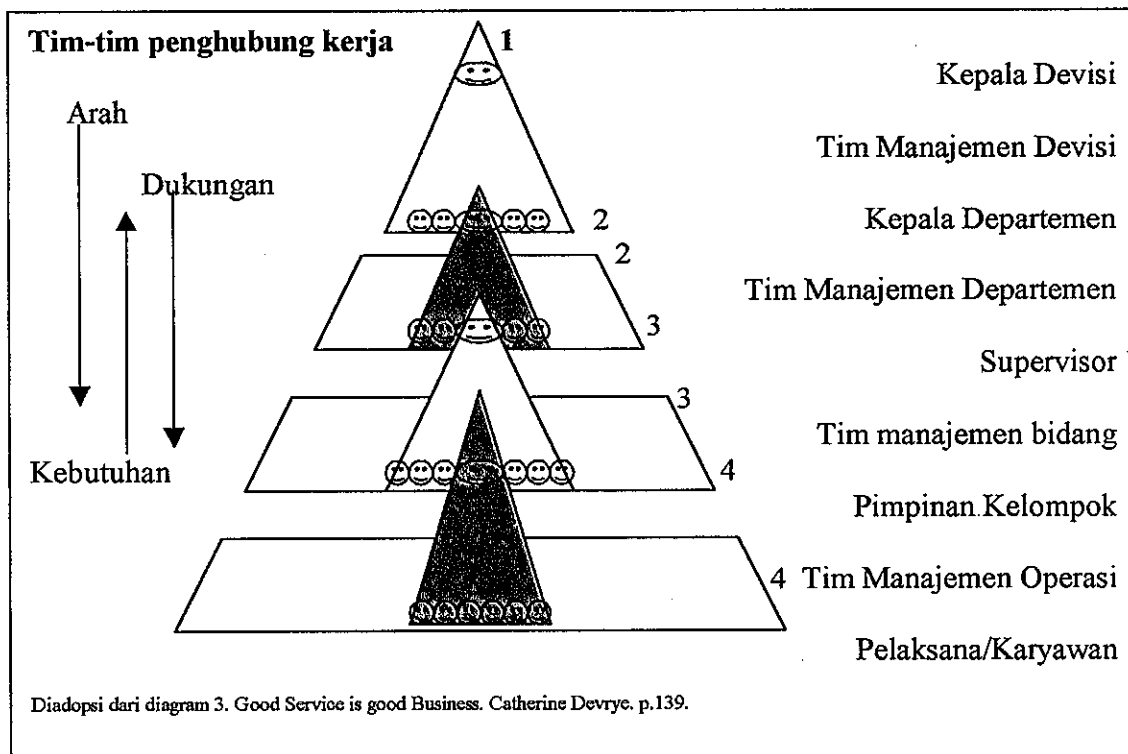 Tim-tim penghubung kerja
1
Kepala Devisi
Arah
Tim Manajemen Devisi
Dukungan
2
Kepala Departemen
2
Tim Manajemen Departemen
3
Supervisor
3
Tim manajemen bidang
Kebutuhan
4
Pimpinan Kelompok
4 Tim Manajemen Operasi
Pelaksana/Karyawan
Diadopsi dari diagram 3. Good Service is good Business. Catherine Devrye. p.139.